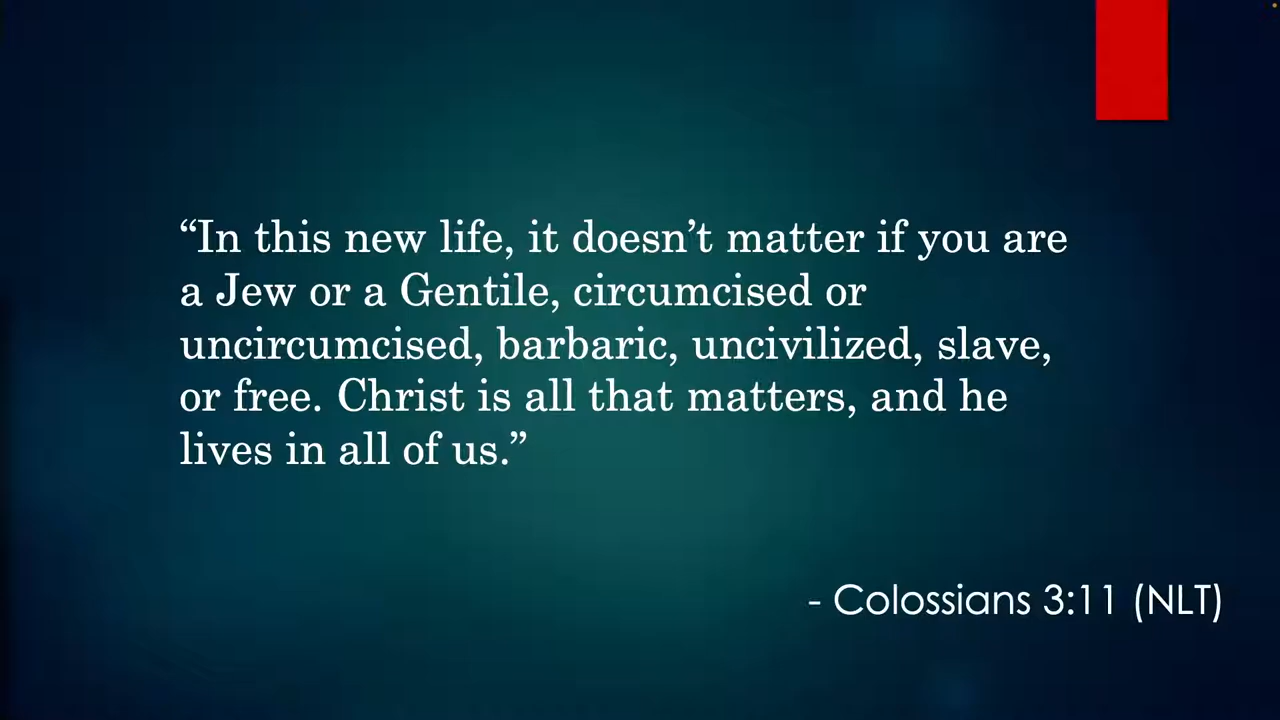 “In this new life, it doesn’t matter if you are
a Jew or a Gentile, circumcised or
uncircumcised, barbaric, uncivilized, slave,
or free. Christ is all that matters, and he
lives in all of us.”
- Colossians 3:11 (NLT)